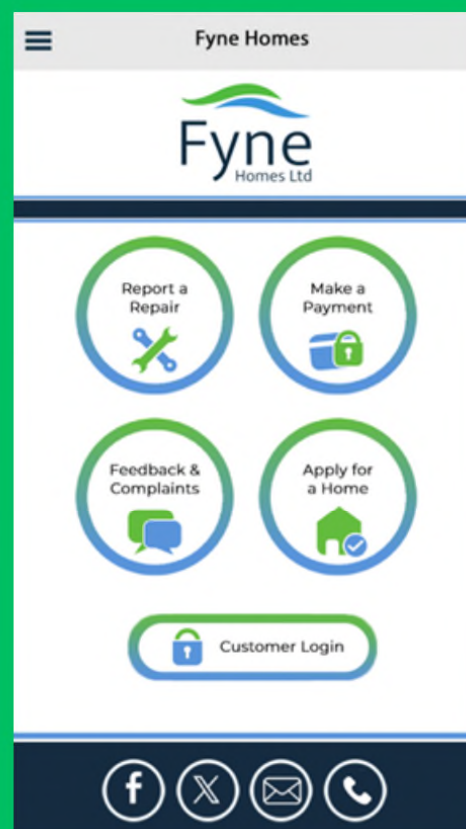 Fyne Homes
Fyne
Homes Ltd
Report a
Repair
Make a
Payment
Feedback &
Complaints
Apply for
a Home
Customer Login